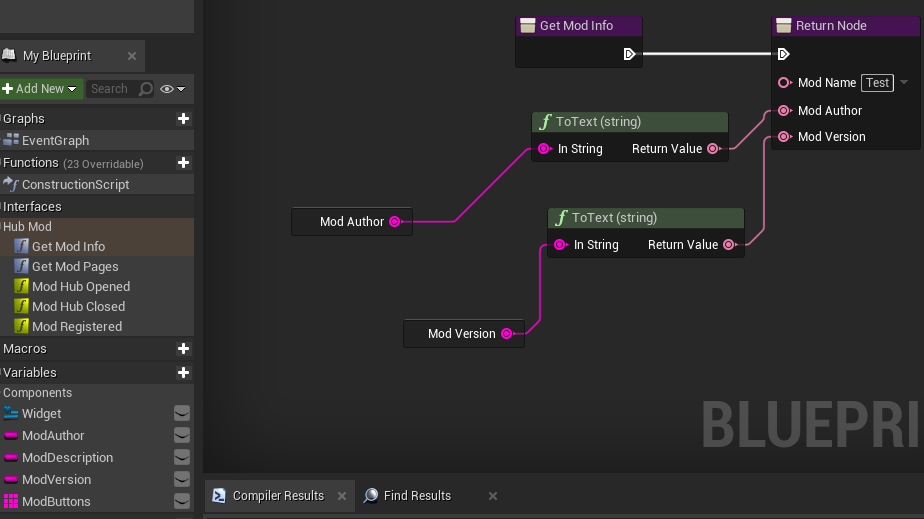 My Blueprint
Add New
Search
Graphs
EventGraph
Functions (23 Overridable)
ConstructionScript
Interfaces
Hub Mod
Get Mod Info
Get Mod Pages
Mod Hub Opened
Mod Hub Closed
Mod Registered
Macros
Variables
Components
Widget
ModAuthor
ModDescription
ModVersion
ModButtons
Get Mod Info
Return Node
Mod Name Test
Mod Author
Mod Version
ToText (string)
In String Return Value
Mod Author
ToText (string)
In String Return Value
Mod Version
BLUEPRI
Compiler Results
Find Results